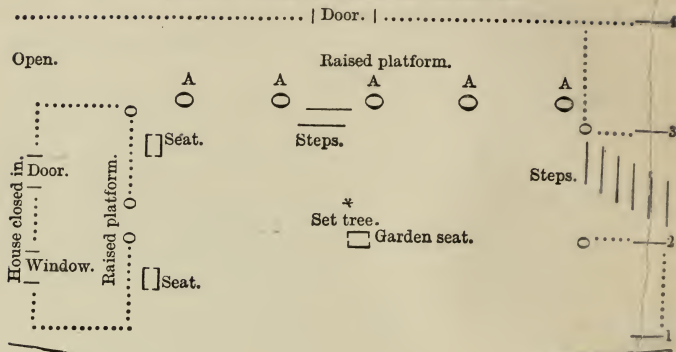 | Door. | 4
Open. Raised platform.
A A A A A
Seat. Steps. 3
Door. Steps.
House closed in. Raised platform.
Set tree.
Garden seat. 2
Window.
Seat.
1